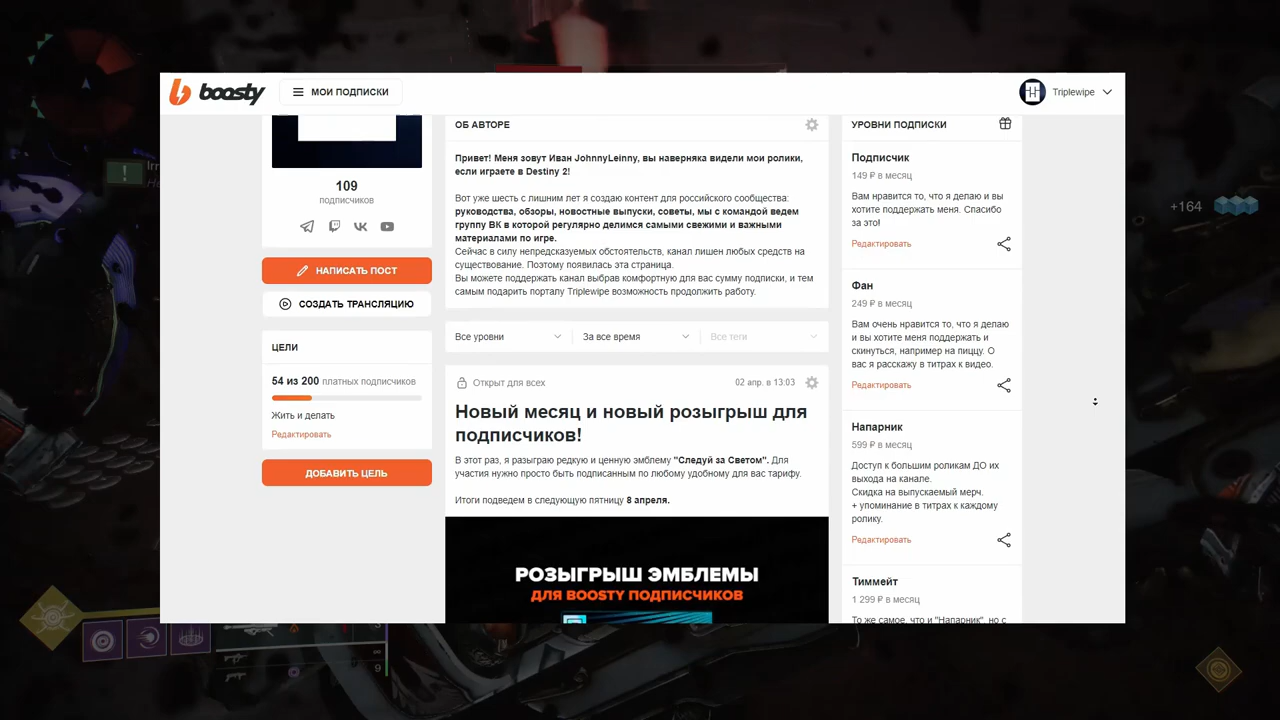 boosty
МОИ ПОДПИСКИ
Triplewipe
109
подписчиков
НАПИСАТЬ ПОСТ
СОЗДАТЬ ТРАНСЛЯЦИЮ
ЦЕЛИ
54 из 200 платных подписчиков
Жить и делать
Редактировать
ДОБАВИТЬ ЦЕЛЬ
ОБ АВТОРЕ
Привет! Меня зовут Иван JohnnyLeinny, вы наверняка видели мои ролики,
если играете в Destiny 2!
Вот уже шесть с лишним лет я создаю контент для российского сообщества:
руководства, обзоры, новостные выпуски, советы, мы с командой ведем
группу ВК в которой регулярно делимся самыми свежими и важными
материалами по игре.
Сейчас в силу непредсказуемых обстоятельств, канал лишен любых средств на
существование. Поэтому появилась эта страница.
Вы можете поддержать канал выбрав комфортную для вас сумму подписки, и тем
самым подарить порталу Triplewipe возможность продолжить работу.
Все уровни
За все время
Все теги
Открыт для всех
02 апр. в 13:03
Новый месяц и новый розыгрыш для
подписчиков!
В этот раз, я разыграю редкую и ценную эмблему "Следуй за Светом". Для
участия нужно просто быть подписанным по любому удобному для вас тарифу.
Итоги подведем в следующую пятницу 8 апреля.
РОЗЫГРЫШ ЭМБЛЕМЫ
ДЛЯ BOOSTY ПОДПИСЧИКОВ
УРОВНИ ПОДПИСКИ
Подписчик
149 ₽ в месяц
Вам нравится то, что я делаю и вы
хотите поддержать меня. Спасибо
за это!
Редактировать
Фан
249 ₽ в месяц
Вам очень нравится то, что я делаю
и вы хотите меня поддержать и
скинуться, например на пиццу. О
вас я расскажу в титрах к видео.
Редактировать
Напарник
599 ₽ в месяц
Доступ к большим роликам ДО их
выхода на канале.
Скидка на выпускаемый мерч.
+ упоминание в титрах к каждому
ролику.
Редактировать
Тиммейт
1 299 ₽ в месяц
То же самое, что и "Напарник", но с
+164
9